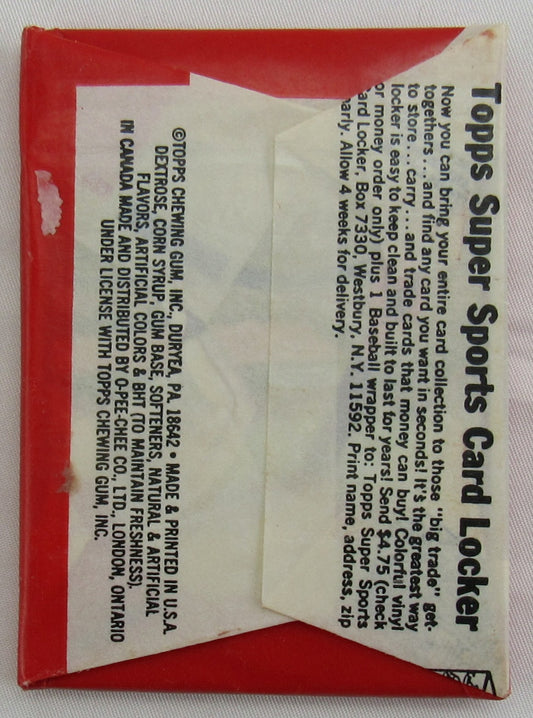 Topps Super Sports Card Locker
Now you can bring your entire card collection to those "big trade" get-
togethers...and find any card you want in seconds! It's the greatest way
to store...carry...and trade cards that money can buy! Colorful vinyl
locker is easy to keep clean and built to last for years! Send $4.75 (check
or money order only) plus 1 Baseball wrapper to: Topps Super Sports
ard Locker, Box 7330, Westbury, N.Y. 11592. Print name, address, zip
arly. Allow 4 weeks for delivery.
©TOPPS CHEWING GUM, INC., DURYEA, PA. 18642 • MADE & PRINTED IN U.S.A.
DEXTROSE, CORN SYRUP, GUM BASE, SOFTENERS, NATURAL & ARTIFICIAL
FLAVORS, ARTIFICIAL COLORS & BHT (TO MAINTAIN FRESHNESS).
IN CANADA MADE AND DISTRIBUTED BY O-PEE-CHEE CO., LTD., LONDON, ONTARIO
UNDER LICENSE WITH TOPPS CHEWING GUM, INC.